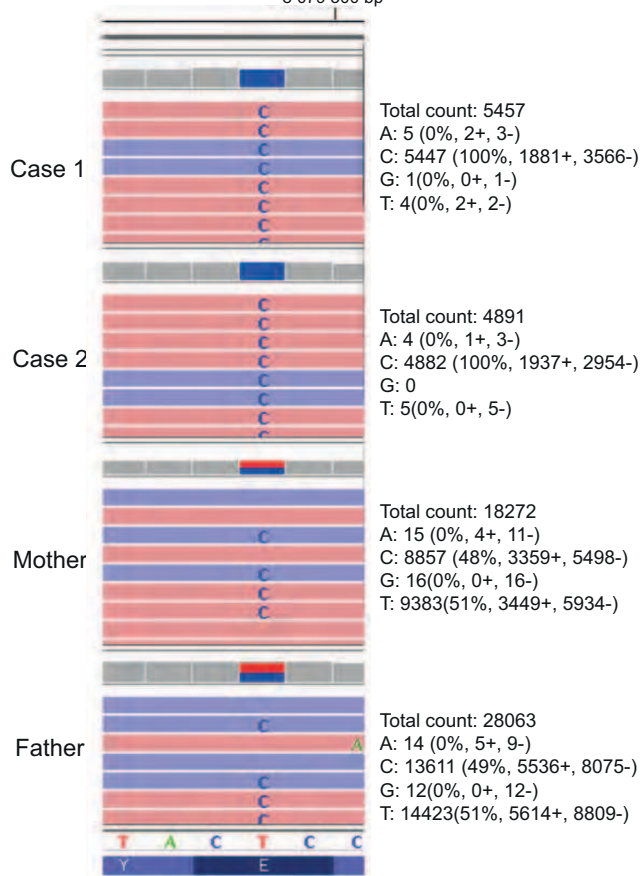 bp
C
C
C
C
C
C
C
C
Case 1
Total count: 5457
A: 5 (0%, 2+, 3-)
C: 5447 (100%, 1881+, 3566-)
G: 1(0%, 0+, 1-)
T: 4(0%, 2+, 2-)
C
C
C
C
C
C
C
C
Case 2
Total count: 4891
A: 4 (0%, 1+, 3-)
C: 4882 (100%, 1937+, 2954-)
G: 0
T: 5(0%, 0+, 5-)
C
C
C
C
Mother
Total count: 18272
A: 15 (0%, 4+, 11-)
C: 8857 (48%, 3359+, 5498-)
G: 16(0%, 0+, 16-)
T: 9383(51%, 3449+, 5934-)
C
A
C
C
C
Father
Total count: 28063
A: 14 (0%, 5+, 9-)
C: 13611 (49%, 5536+, 8075-)
G: 12(0%, 0+, 12-)
T: 14423(51%, 5614+, 8809-)
T A C T C C
Y E